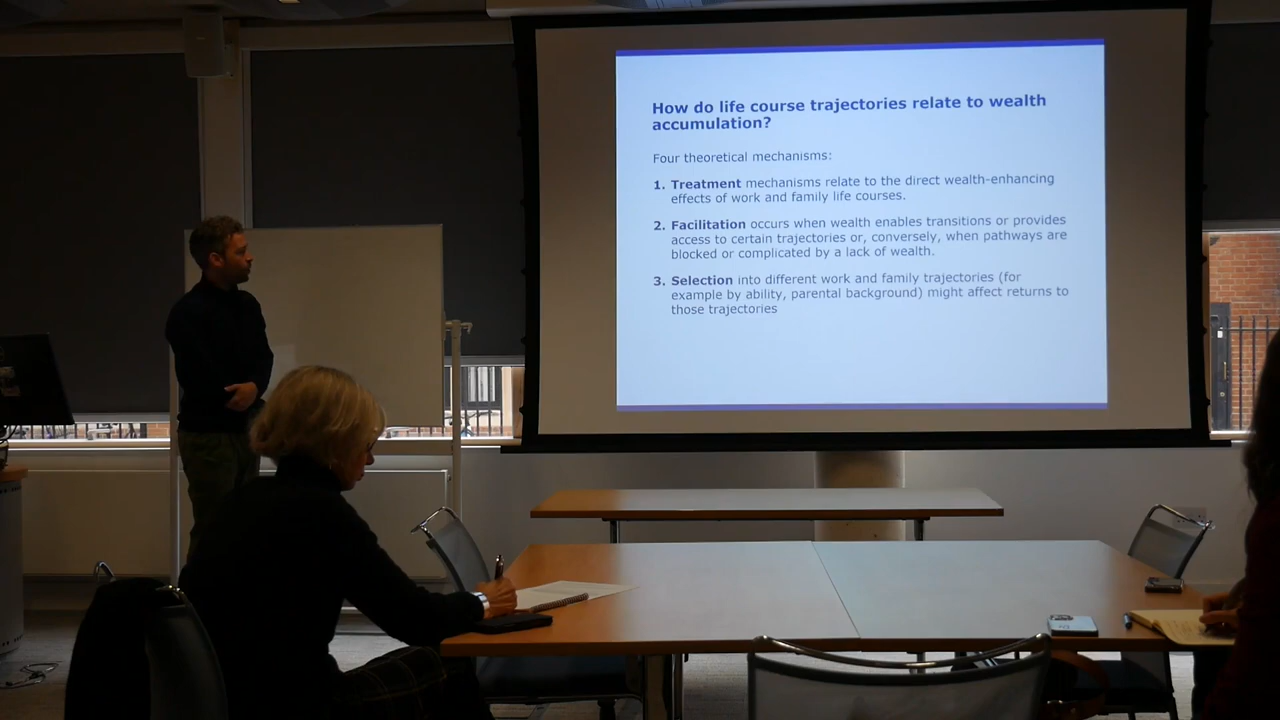 How do life course trajectories relate to wealth
accumulation?
Four theoretical mechanisms:
1. Treatment mechanisms relate to the direct wealth-enhancing
effects of work and family life courses.
2. Facilitation occurs when wealth enables transitions or provides
access to certain trajectories or, conversely, when pathways are
blocked or complicated by a lack of wealth.
3. Selection into different work and family trajectories (for
example by ability, parental background) might affect returns to
those trajectories